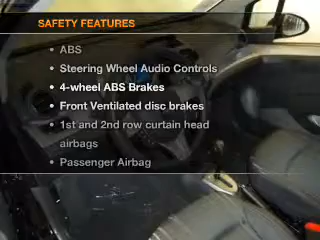 SAFETY FEATURES
• ABS
• Steering Wheel Audio Controls
• 4-wheel ABS Brakes
• Front Ventilated disc brakes
• 1st and 2nd row curtain head
airbags
• Passenger Airbag